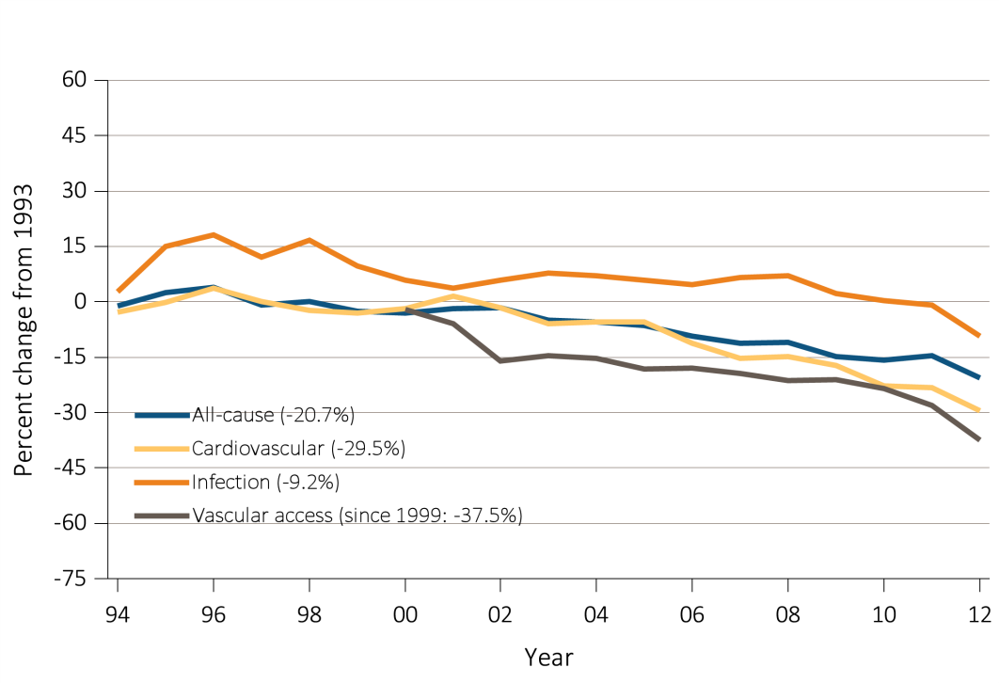 Percent change from 1993
60
45
30
15
0
-15
-30
-45
-60
-75
All-cause (-20.7%)
Cardiovascular (-29.5%)
Infection (-9.2%)
Vascular access (since 1999: -37.5%)
94 96 98 00 02 04 06 08 10 12
Year